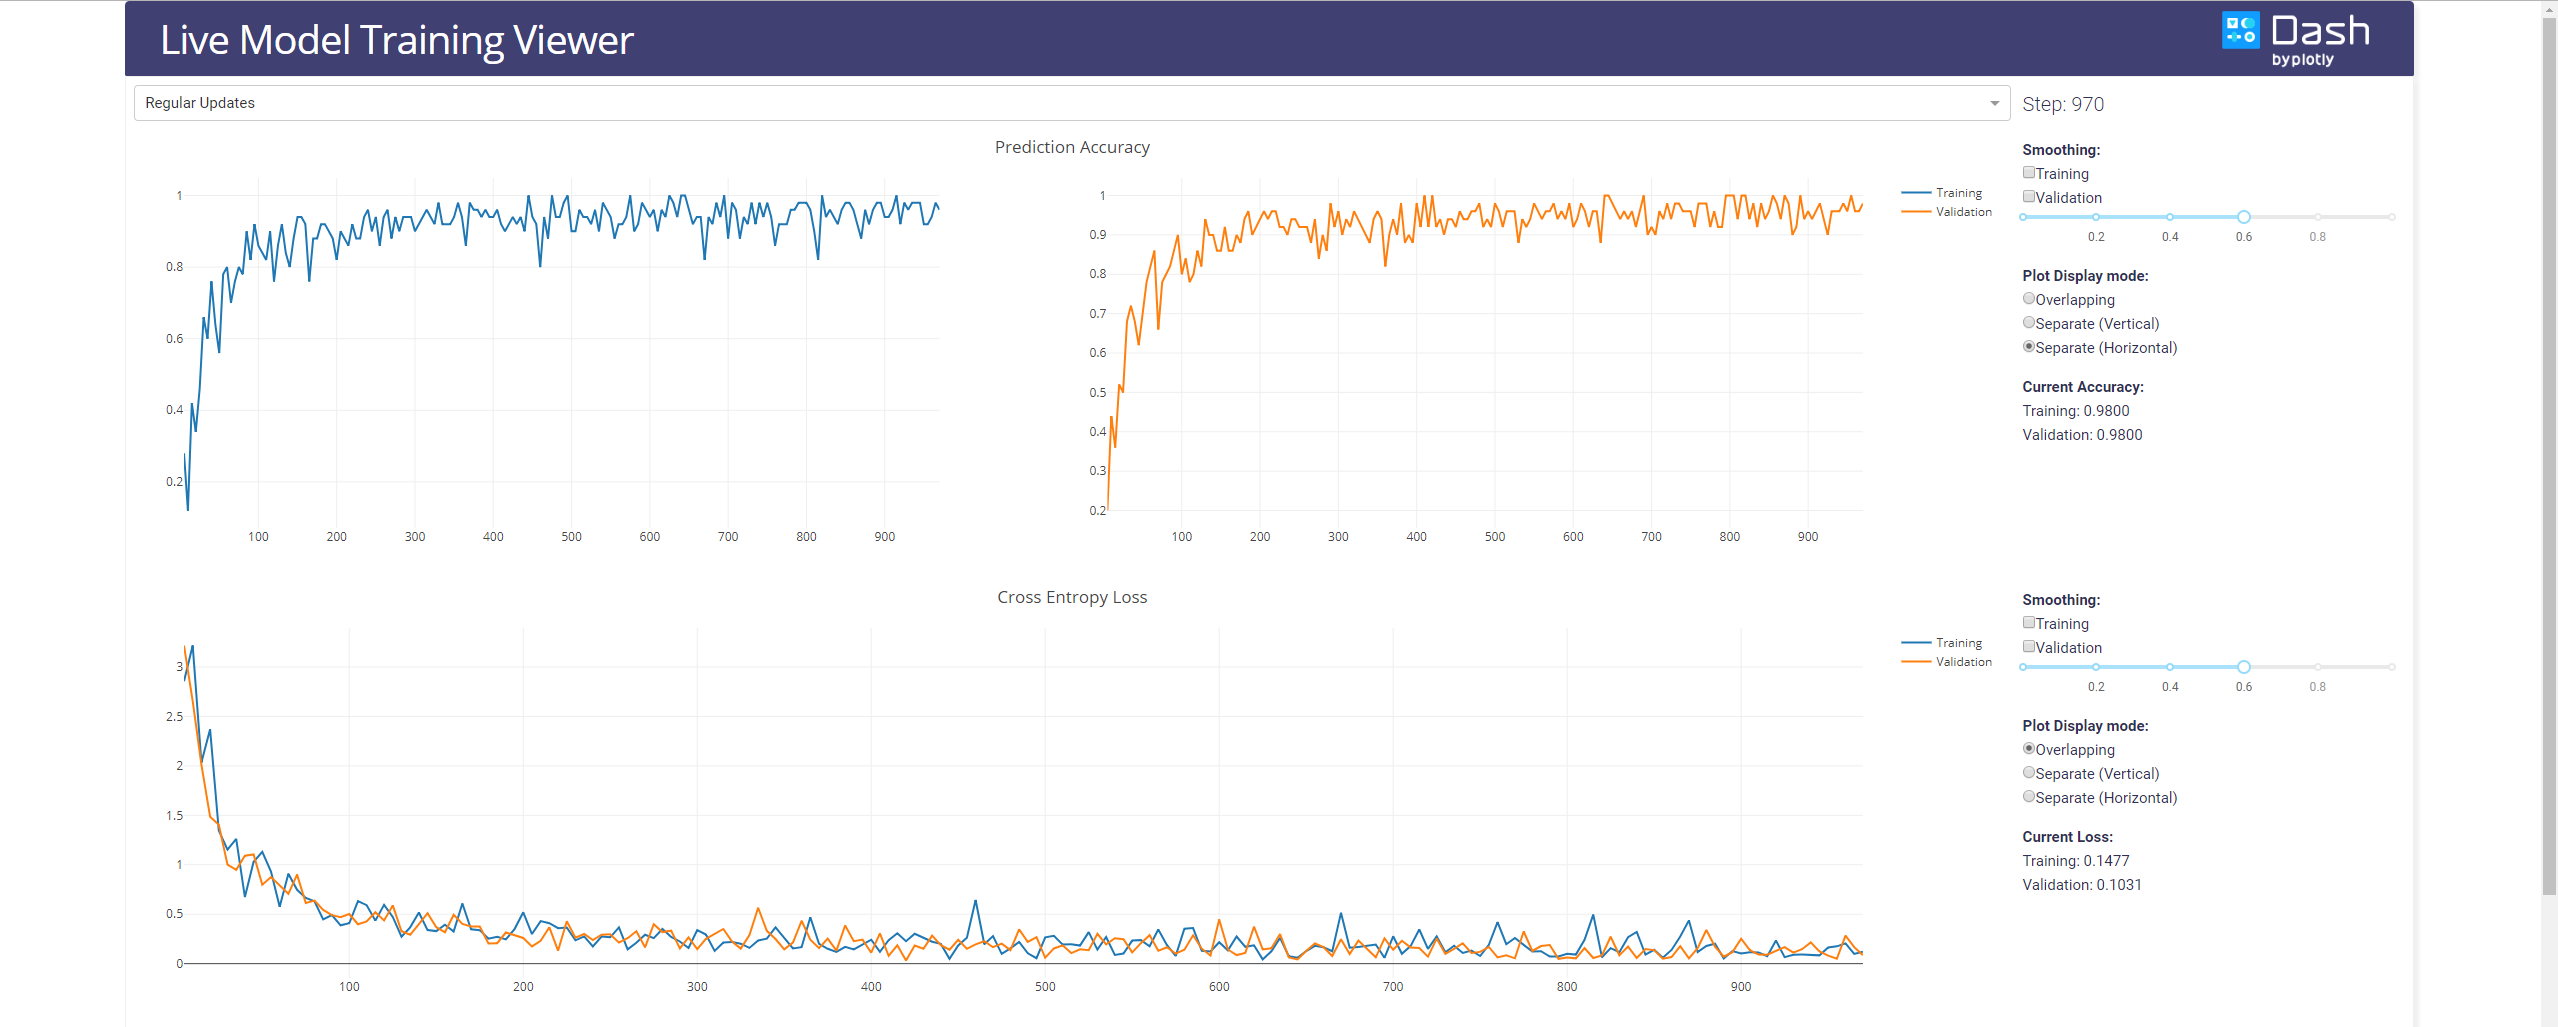 Live Model Training Viewer
Dash
by plotly
Regular Updates
Step: 970
Prediction Accuracy
1
0.8
0.6
0.4
0.2
100 200 300 400 500 600 700 800 900
1
0.9
0.8
0.7
0.6
0.5
0.4
0.3
0.2
100 200 300 400 500 600 700 800 900
Training
Validation
Smoothing:
Training
Validation
0.2 0.4 0.6 0.8
Plot Display mode:
Overlapping
Separate (Vertical)
Separate (Horizontal)
Current Accuracy:
Training: 0.9800
Validation: 0.9800
Cross Entropy Loss
3
2.5
2
1.5
1
0.5
0
100 200 300 400 500 600 700 800 900
Training
Validation
Smoothing:
Training
Validation
0.2 0.4 0.6 0.8
Plot Display mode:
Overlapping
Separate (Vertical)
Separate (Horizontal)
Current Loss:
Training: 0.1477
Validation: 0.1031